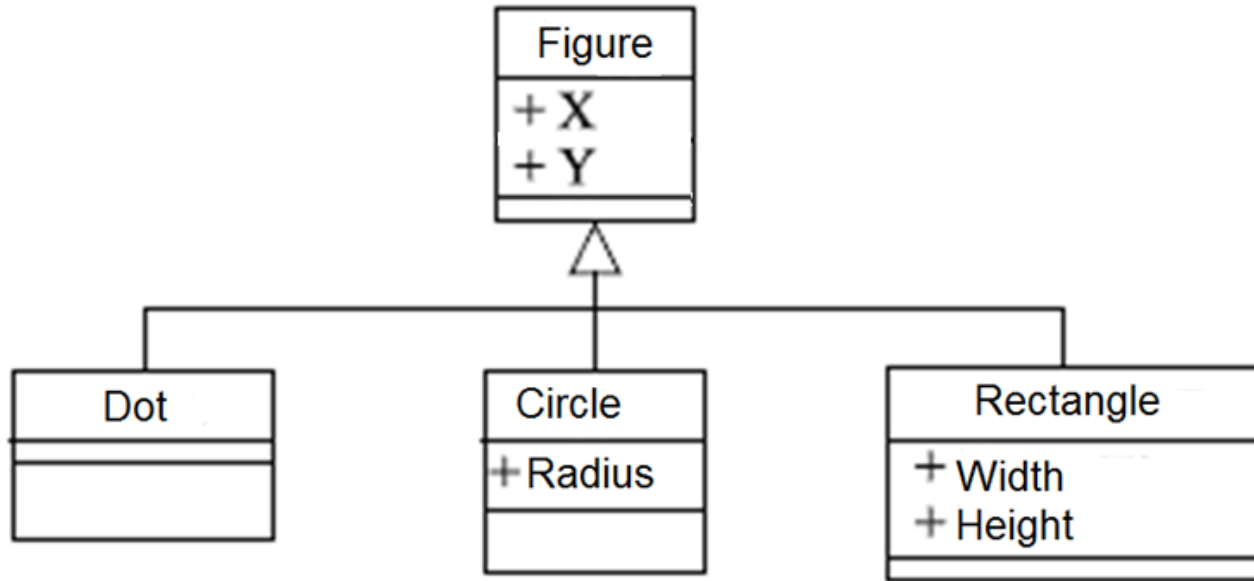 Figure
+ X
+ Y
Dot
Circle
+ Radius
Rectangle
+ Width
+ Height